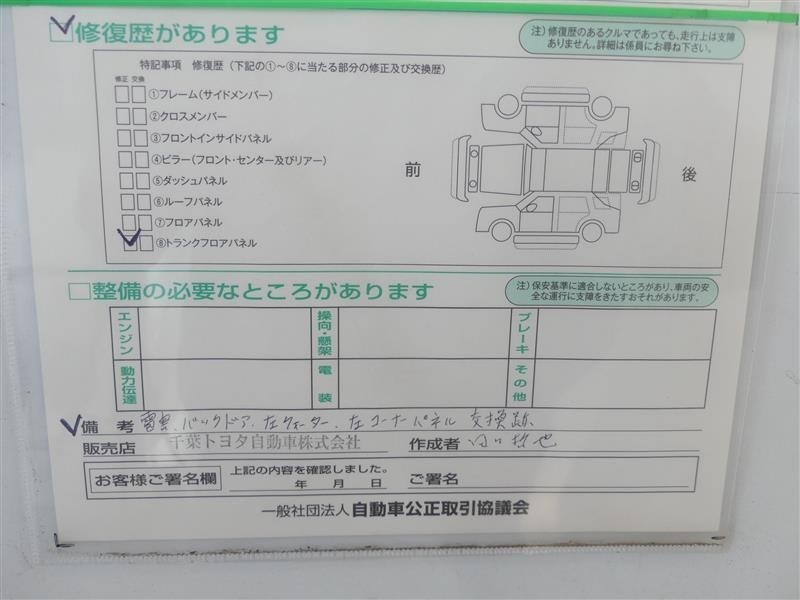 修復歴があります
注）修復歴のあるクルマであっても、走行上は支障
ありません。詳細は係員にお尋ね下さい。
特記事項 修復歴（下記の①～⑧に当たる部分の修正及び交換歴）
修正 交換
①フレーム（サイドメンバー）
②クロスメンバー
③フロントインサイドパネル
④ピラー（フロント・センター及びリアー）
⑤ダッシュパネル
⑥ルーフパネル
⑦フロアパネル
⑧トランクフロアパネル
前
後
整備の必要なところがあります
注）保安基準に適合しないところがあり、車両の安
全な運行に支障をきたすおそれがあります。
エンジン
操向・懸架
ブレーキ
動力伝達
電装
その他
備考 バックドア、左クォーター、左コーナーパネル 交換跡
販売店 千葉トヨタ自動車株式会社 作成者
お客様ご署名欄
上記の内容を確認しました。
年 月 日
ご署名
一般社団法人 自動車公正取引協議会